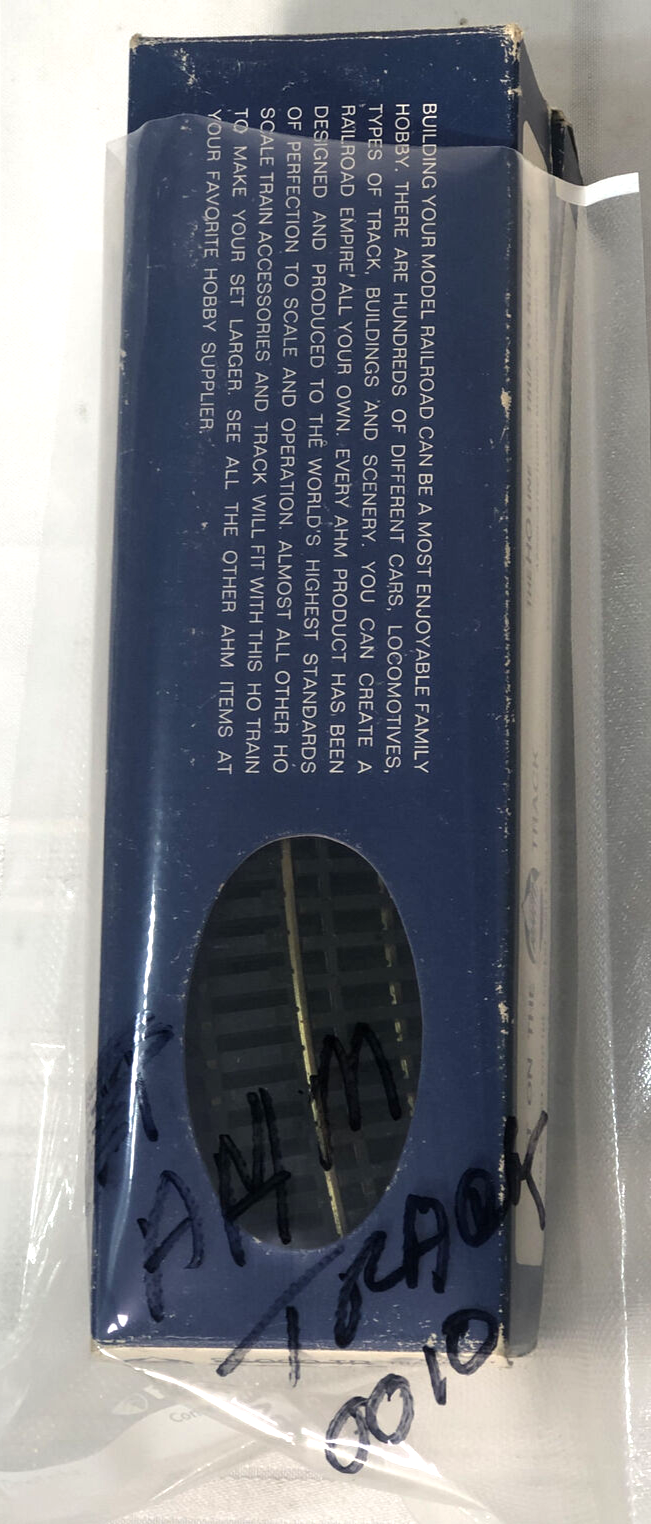 BUILDING YOUR MODEL RAILROAD CAN BE A MOST ENJOYABLE FAMILY
HOBBY. THERE ARE HUNDREDS OF DIFFERENT CARS, LOCOMOTIVES,
TYPES OF TRACK, BUILDINGS AND SCENERY. YOU CAN CREATE A
RAILROAD EMPIRE ALL YOUR OWN. EVERY AHM PRODUCT HAS BEEN
DESIGNED AND PRODUCED TO THE WORLD'S HIGHEST STANDARDS
OF PERFECTION TO SCALE AND OPERATION. ALMOST ALL OTHER HO
SCALE TRAIN ACCESSORIES AND TRACK WILL FIT WITH THIS HO TRAIN
TO MAKE YOUR SET LARGER. SEE ALL THE OTHER AHM ITEMS AT
YOUR FAVORITE HOBBY SUPPLIER.
AHM
TRACK
0010